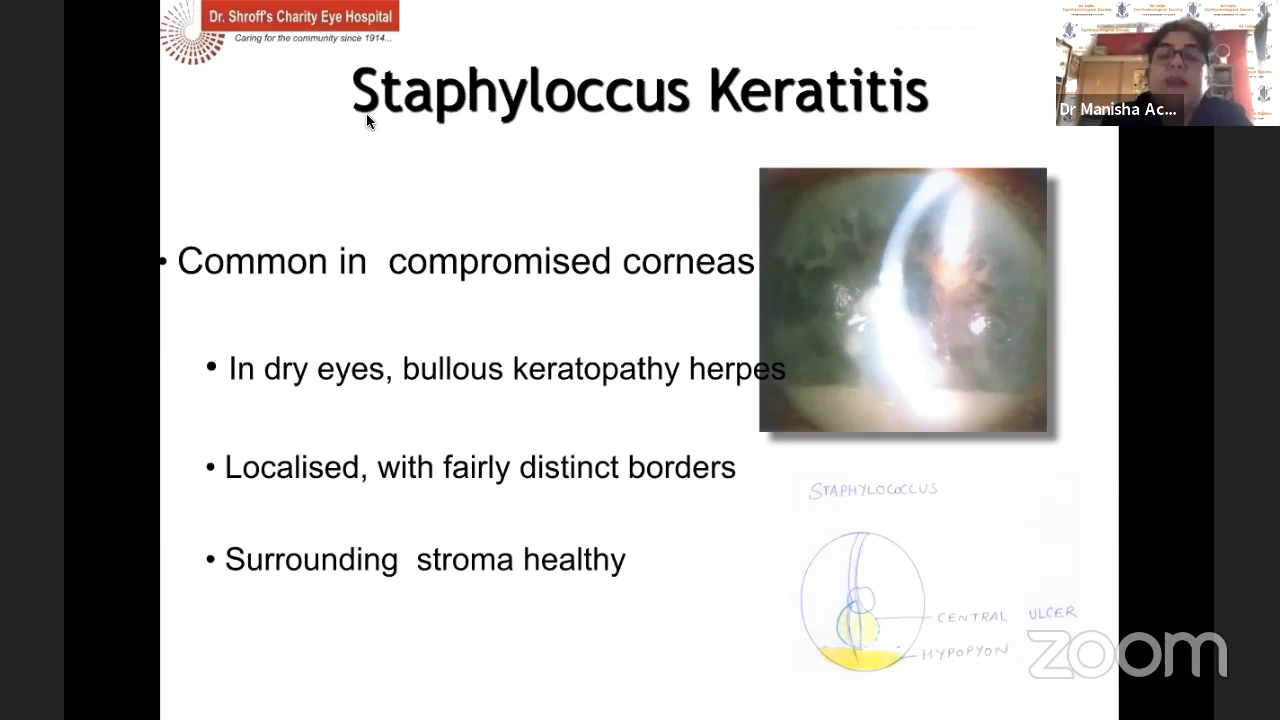 Dr. Shroff's Charity Eye Hospital
Caring for the community since 1914...
Staphyloccus Keratitis
Dr Manisha Ac...
• Common in compromised corneas
• In dry eyes, bullous keratopathy herpes
• Localised, with fairly distinct borders
• Surrounding stroma healthy
STAPHYLOCOCCUS
CENTRAL ULCER
HYPOPYON
zoom